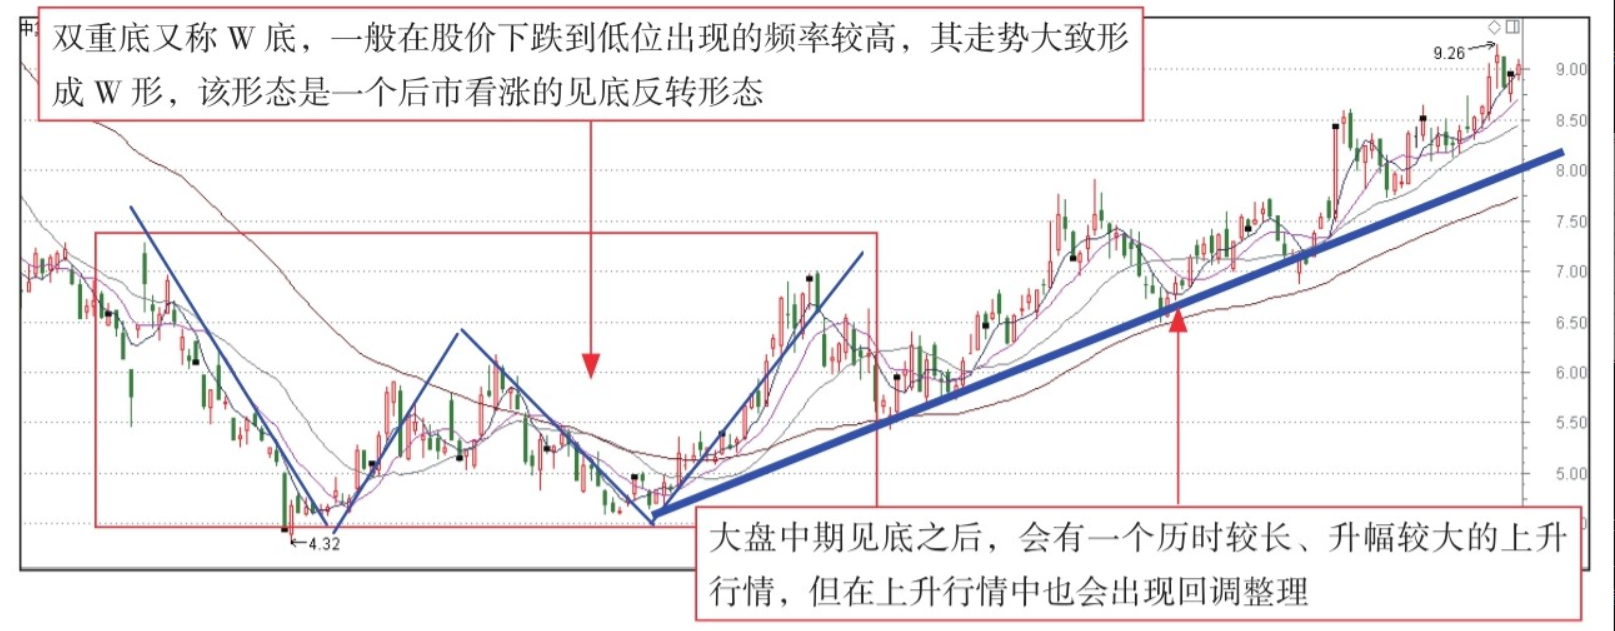 双重底又称 W 底，一般在股价下跌到低位出现的频率较高，其走势大致形
成 W 形，该形态是一个后市看涨的见底反转形态
9.26
9.00
8.50
8.00
7.50
7.00
6.50
6.00
5.50
5.00
4.32
大盘中期见底之后，会有一个历时较长、升幅较大的上升
行情，但在上升行情中也会出现回调整理